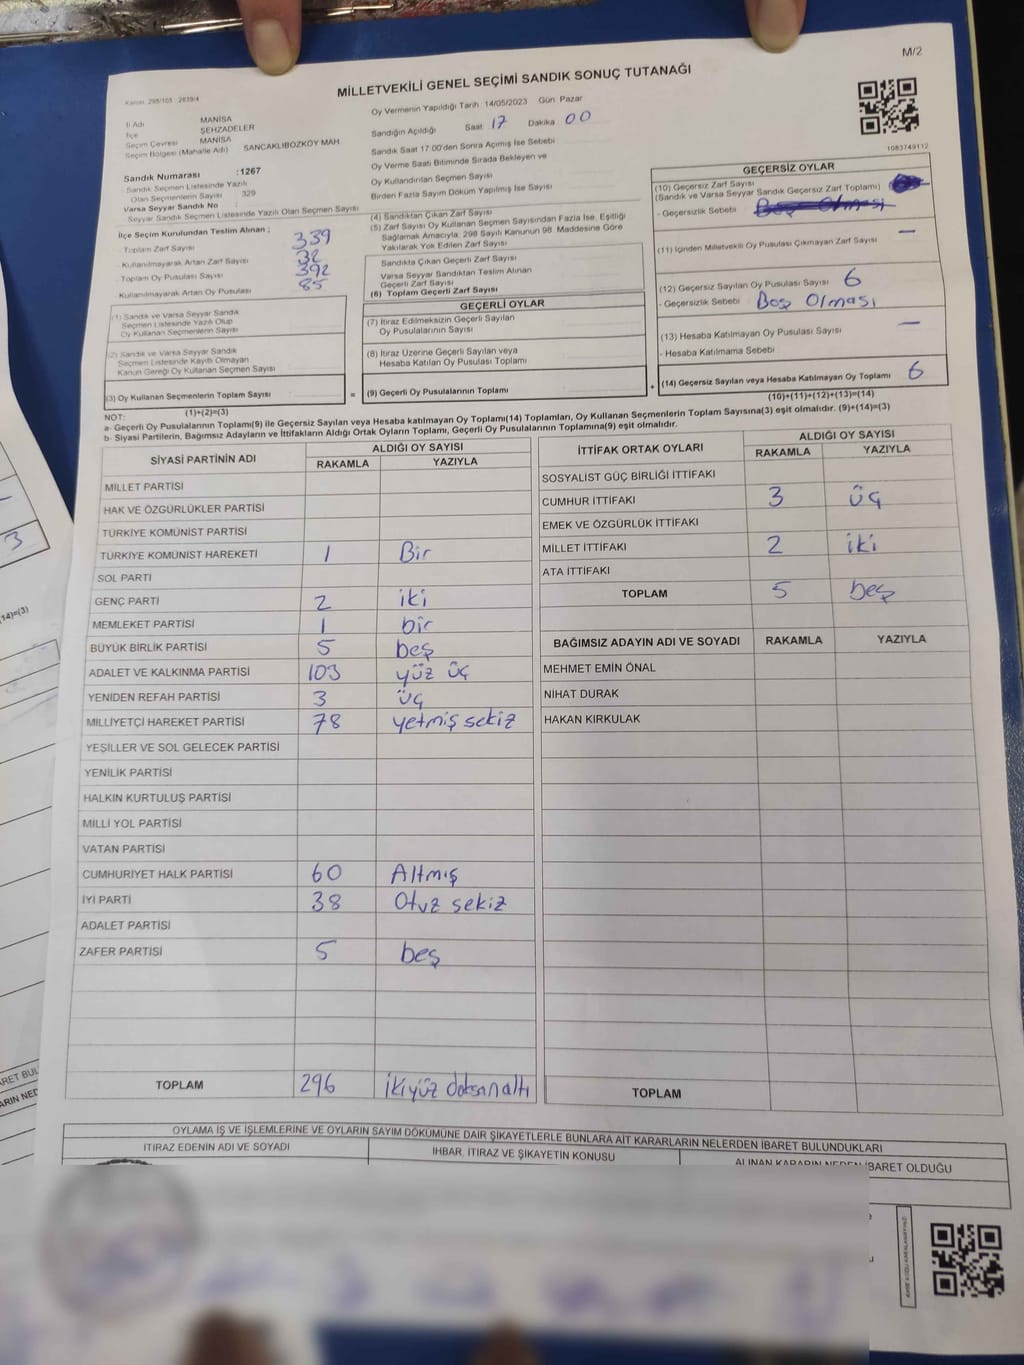 M/2
MİLLETVEKİLİ GENEL SEÇİMİ SANDIK SONUÇ TUTANAĞI
Kanun: 298/105 : 2839/4
İl Adı MANİSA
İlçe ŞEHZADELER
Seçim Çevresi MANİSA
Seçim Bölgesi (Mahalle Adı) SANCAKLIBOZKÖY MAH
Sandık Numarası :1267
- Sandık Seçmen Listesinde Yazılı
Olan Seçmenlerin Sayısı 329
Varsa Seyyar Sandık No :
Seyyar Sandık Seçmen Listesinde Yazılı Olan Seçmen Sayısı
İlçe Seçim Kurulundan Teslim Alınan ;
- Toplam Zarf Sayısı 339
- Kullanılmayarak Artan Zarf Sayısı 32
- Toplam Oy Pusulası Sayısı 392
- Kullanılmayarak Artan Oy Pusulası 85
Oy Vermenin Yapıldığı Tarih 14/05/2023 Gün Pazar
Sandığın Açıldığı Saat 17 Dakika 00
Sandık Saat 17:00'den Sonra Açılmış İse Sebebi
Oy Verme Saati Bitiminde Sırada Bekleyen ve
Oy Kullandırılan Seçmen Sayısı
Birden Fazla Sayım Döküm Yapılmış İse Sayısı
(4) Sandıktan Çıkan Zarf Sayısı
(5) Zarf Sayısı Oy Kullanan Seçmen Sayısından Fazla İse, Eşitliği
Sağlamak Amacıyla, 298 Sayılı Kanunun 98. Maddesine Göre
Yakılarak Yok Edilen Zarf Sayısı
Sandıkta Çıkan Geçerli Zarf Sayısı
Varsa Seyyar Sandıktan Teslim Alınan
Geçerli Zarf Sayısı
(6) Toplam Geçerli Zarf Sayısı
1083749112
GEÇERSİZ OYLAR
(10) Geçersiz Zarf Sayısı
(Sandık ve Varsa Seyyar Sandık Geçersiz Zarf Toplamı)
- Geçersizlik Sebebi Boş Olması
(11) İçinden Milletvekili Oy Pusulası Çıkmayan Zarf Sayısı —
(12) Geçersiz Sayılan Oy Pusulası Sayısı 6
- Geçersizlik Sebebi Boş Olması
(13) Hesaba Katılmayan Oy Pusulası Sayısı —
- Hesaba Katılmama Sebebi
(14) Geçersiz Sayılan veya Hesaba Katılmayan Oy Toplamı 6
(10)+(11)+(12)+(13)=(14)
(1) Sandık ve Varsa Seyyar Sandık
Seçmen Listesinde Yazılı Olup
Oy Kullanan Seçmenlerin Sayısı
(2) Sandık ve Varsa Seyyar Sandık
Seçmen Listesinde Kayıtlı Olmayan
Kanun Gereği Oy Kullanan Seçmen Sayısı
(3) Oy Kullanan Seçmenlerin Toplam Sayısı
(1)+(2)=(3)
GEÇERLİ OYLAR
(7) İtiraz Edilmeksizin Geçerli Sayılan
Oy Pusulalarının Sayısı
(8) İtiraz Üzerine Geçerli Sayılan veya
Hesaba Katılan Oy Pusulaları Toplamı
= (9) Geçerli Oy Pusulalarının Toplamı +
NOT:
a- Geçerli Oy Pusulalarının Toplamı(9) ile Geçersiz Sayılan veya Hesaba katılmayan Oy Toplamı(14) Toplamları, Oy Kullanan Seçmenlerin Toplam Sayısına(3) eşit olmalıdır. (9)+(14)=(3)
b- Siyasi Partilerin, Bağımsız Adayların ve İttifakların Aldığı Ortak Oyların Toplamı, Geçerli Oy Pusulalarının Toplamına(9) eşit olmalıdır.
SİYASİ PARTİNİN ADI ALDIĞI OY SAYISI
RAKAMLA YAZIYLA
MİLLET PARTİSİ
HAK VE ÖZGÜRLÜKLER PARTİSİ
TÜRKİYE KOMÜNİST PARTİSİ
TÜRKİYE KOMÜNİST HAREKETİ 1 Bir
SOL PARTİ
GENÇ PARTİ 2 iki
MEMLEKET PARTİSİ 1 bir
BÜYÜK BİRLİK PARTİSİ 5 beş
ADALET VE KALKINMA PARTİSİ 103 yüz üç
YENİDEN REFAH PARTİSİ 3 üç
MİLLİYETÇİ HAREKET PARTİSİ 78 yetmiş sekiz
YEŞİLLER VE SOL GELECEK PARTİSİ
YENİLİK PARTİSİ
HALKIN KURTULUŞ PARTİSİ
MİLLİ YOL PARTİSİ
VATAN PARTİSİ
CUMHURİYET HALK PARTİSİ 60 Altmış
İYİ PARTİ 38 Otuz sekiz
ADALET PARTİSİ
ZAFER PARTİSİ 5 beş
TOPLAM 296 ikiyüz doksan altı
İTTİFAK ORTAK OYLARI ALDIĞI OY SAYISI
RAKAMLA YAZIYLA
SOSYALİST GÜÇ BİRLİĞİ İTTİFAKI
CUMHUR İTTİFAKI 3 üç
EMEK VE ÖZGÜRLÜK İTTİFAKI
MİLLET İTTİFAKI 2 iki
ATA İTTİFAKI
TOPLAM 5 beş
BAĞIMSIZ ADAYIN ADI VE SOYADI RAKAMLA YAZIYLA
MEHMET EMİN ÖNAL
NİHAT DURAK
HAKAN KIRKULAK
TOPLAM
OYLAMA İŞ VE İŞLEMLERİNE VE OYLARIN SAYIM DÖKÜMÜNE DAİR ŞİKAYETLERLE BUNLARA AİT KARARLARIN NELERDEN İBARET BULUNDUKLARI
İTİRAZ EDENİN ADI VE SOYADI
İHBAR, İTİRAZ VE ŞİKAYETİN KONUSU
ALINAN KARARIN NEDEN İBARET OLDUĞU
3
(14)=(3)